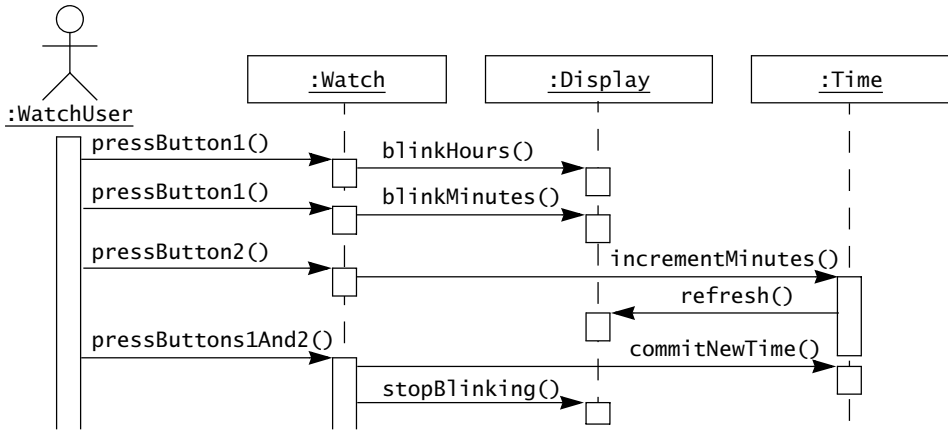 :Watch
:Display
:Time
:WatchUser
pressButton1()
blinkHours()
pressButton1()
blinkMinutes()
pressButton2()
incrementMinutes()
refresh()
pressButtons1And2()
commitNewTime()
stopBlinking()